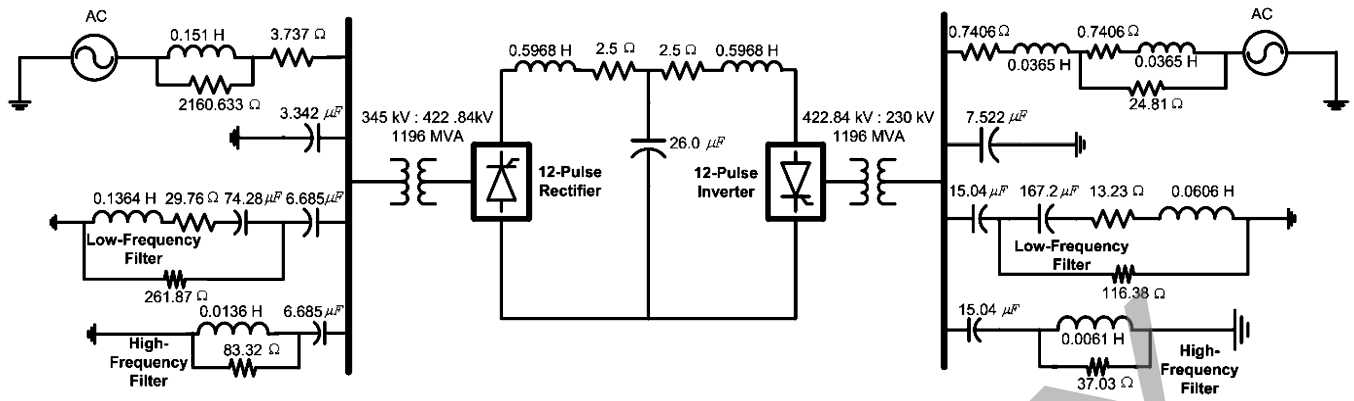 AC
0.151 H
3.737 Ω
2160.633 Ω
3.342 μF
345 kV : 422 .84kV
1196 MVA
0.1364 H
29.76 Ω
74.28 μF
6.685 μF
Low-Frequency
Filter
261.87 Ω
0.0136 H
6.685 μF
83.32 Ω
High-
Frequency
Filter
0.5968 H
2.5 Ω
2.5 Ω
0.5968 H
12-Pulse
Rectifier
26.0 μF
12-Pulse
Inverter
422.84 kV : 230 kV
1196 MVA
AC
0.7406 Ω
0.0365 H
0.7406 Ω
0.0365 H
24.81 Ω
7.522 μF
15.04 μF
167.2 μF
13.23 Ω
0.0606 H
Low-Frequency
Filter
116.38 Ω
15.04 μF
0.0061 H
37.03 Ω
High-
Frequency
Filter